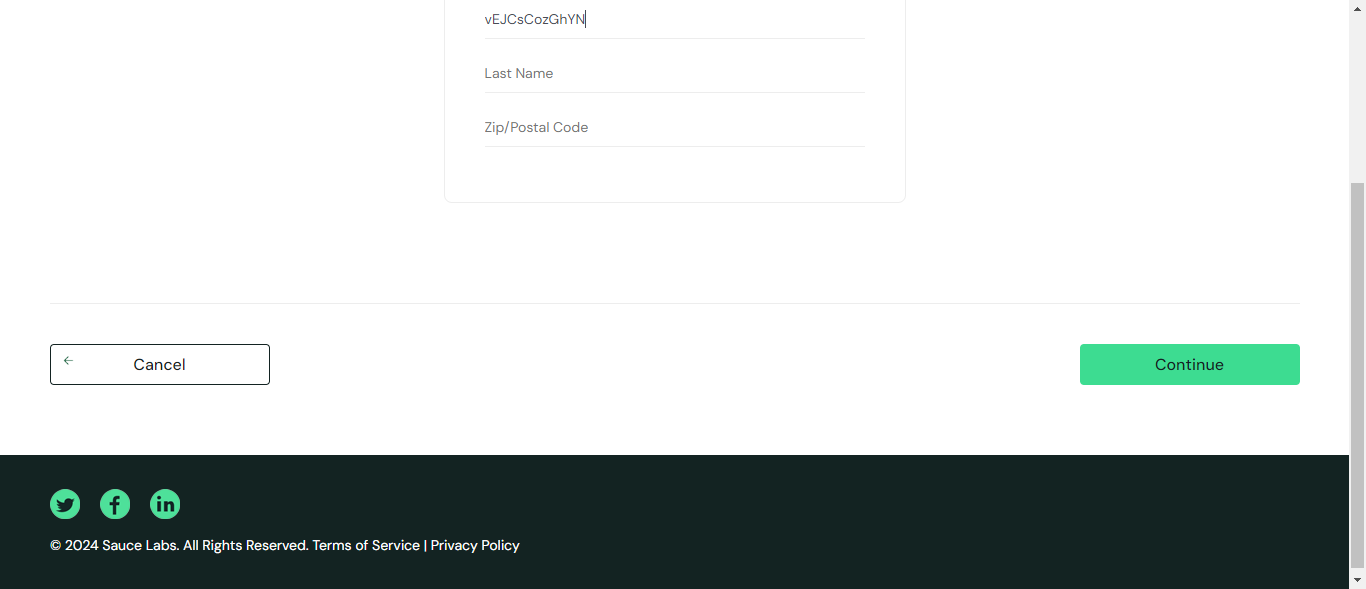 vEJCsCozGhYN
Last Name
Zip/Postal Code
Cancel
Continue
© 2024 Sauce Labs. All Rights Reserved. Terms of Service | Privacy Policy